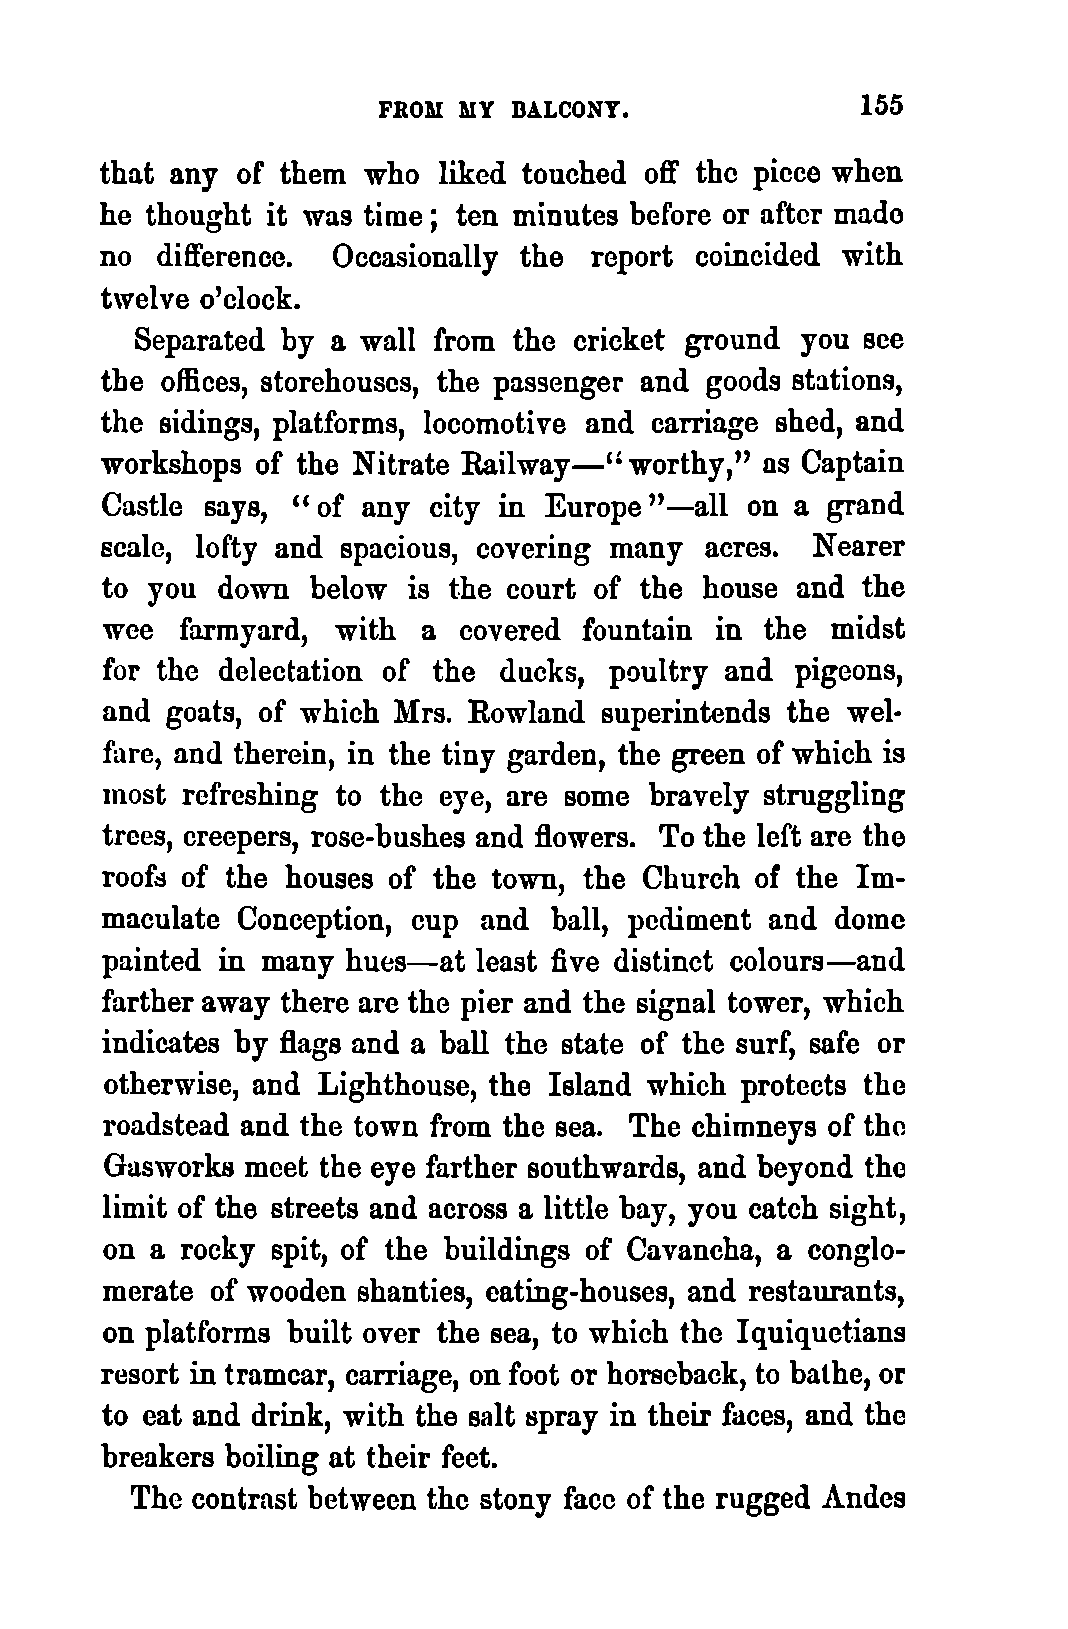 FROM MY BALCONY. 155
that any of them who liked touched off the piece when
he thought it was time; ten minutes before or after made
no difference. Occasionally the report coincided with
twelve o'clock.
Separated by a wall from the cricket ground you see
the offices, storehouses, the passenger and goods stations,
the sidings, platforms, locomotive and carriage shed, and
workshops of the Nitrate Railway—“worthy,” as Captain
Castle says, “of any city in Europe”—all on a grand
scale, lofty and spacious, covering many acres. Nearer
to you down below is the court of the house and the
wee farmyard, with a covered fountain in the midst
for the delectation of the ducks, poultry and pigeons,
and goats, of which Mrs. Rowland superintends the wel-
fare, and therein, in the tiny garden, the green of which is
most refreshing to the eye, are some bravely struggling
trees, creepers, rose-bushes and flowers. To the left are the
roofs of the houses of the town, the Church of the Im-
maculate Conception, cup and ball, pediment and dome
painted in many hues—at least five distinct colours—and
farther away there are the pier and the signal tower, which
indicates by flags and a ball the state of the surf, safe or
otherwise, and Lighthouse, the Island which protects the
roadstead and the town from the sea. The chimneys of the
Gasworks meet the eye farther southwards, and beyond the
limit of the streets and across a little bay, you catch sight,
on a rocky spit, of the buildings of Cavancha, a conglo-
merate of wooden shanties, eating-houses, and restaurants,
on platforms built over the sea, to which the Iquiquetians
resort in tramcar, carriage, on foot or horseback, to bathe, or
to eat and drink, with the salt spray in their faces, and the
breakers boiling at their feet.
The contrast between the stony face of the rugged Andes